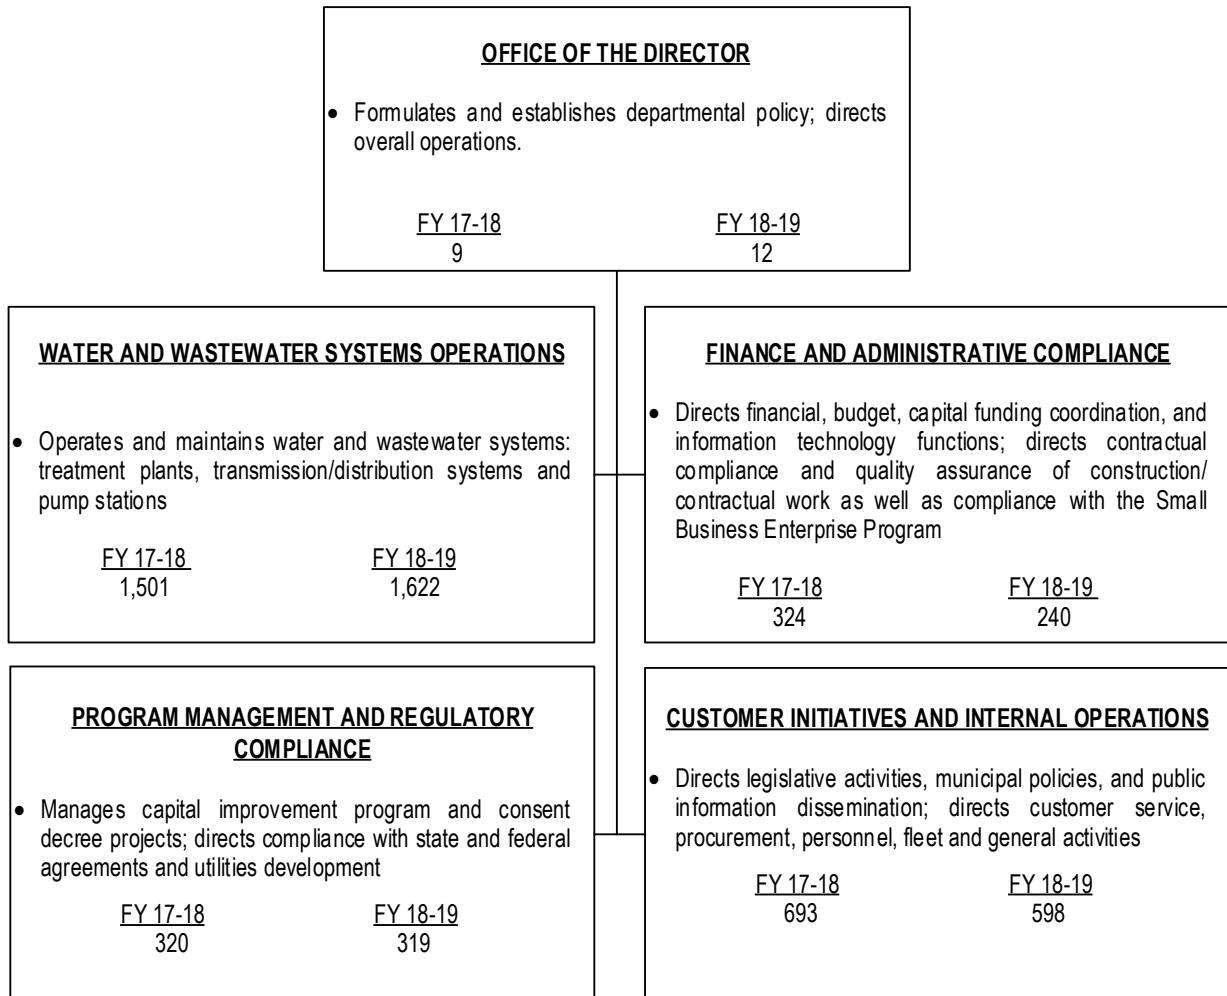 OFFICE OF THE DIRECTOR
• Formulates and establishes departmental policy; directs
overall operations.
FY 17-18 FY 18-19
9 12
WATER AND WASTEWATER SYSTEMS OPERATIONS
• Operates and maintains water and wastewater systems:
treatment plants, transmission/distribution systems and
pump stations
FY 17-18 FY 18-19
1,501 1,622
FINANCE AND ADMINISTRATIVE COMPLIANCE
• Directs financial, budget, capital funding coordination, and
information technology functions; directs contractual
compliance and quality assurance of construction/
contractual work as well as compliance with the Small
Business Enterprise Program
FY 17-18 FY 18-19
324 240
PROGRAM MANAGEMENT AND REGULATORY
COMPLIANCE
• Manages capital improvement program and consent
decree projects; directs compliance with state and federal
agreements and utilities development
FY 17-18 FY 18-19
320 319
CUSTOMER INITIATIVES AND INTERNAL OPERATIONS
• Directs legislative activities, municipal policies, and public
information dissemination; directs customer service,
procurement, personnel, fleet and general activities
FY 17-18 FY 18-19
693 598